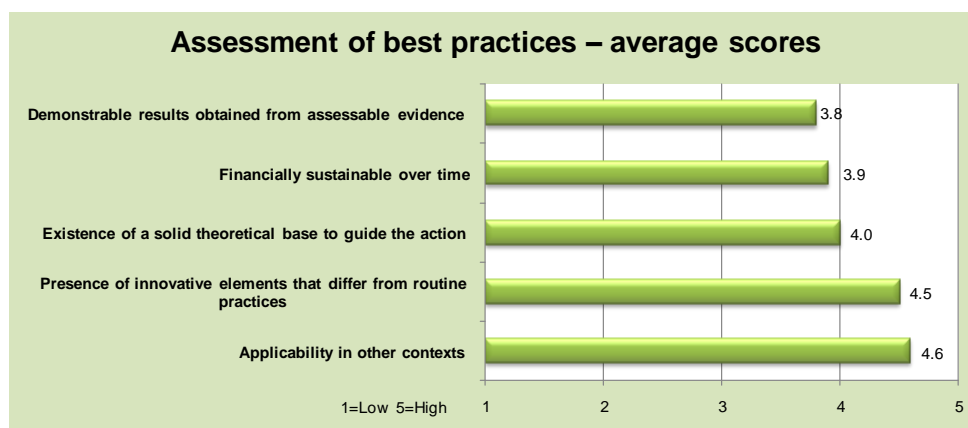 Assessment of best practices – average scores
Demonstrable results obtained from assessable evidence
3.8
Financially sustainable over time
3.9
Existence of a solid theoretical base to guide the action
4.0
Presence of innovative elements that differ from routine
practices
4.5
Applicability in other contexts
4.6
1=Low 5=High
1 2 3 4 5